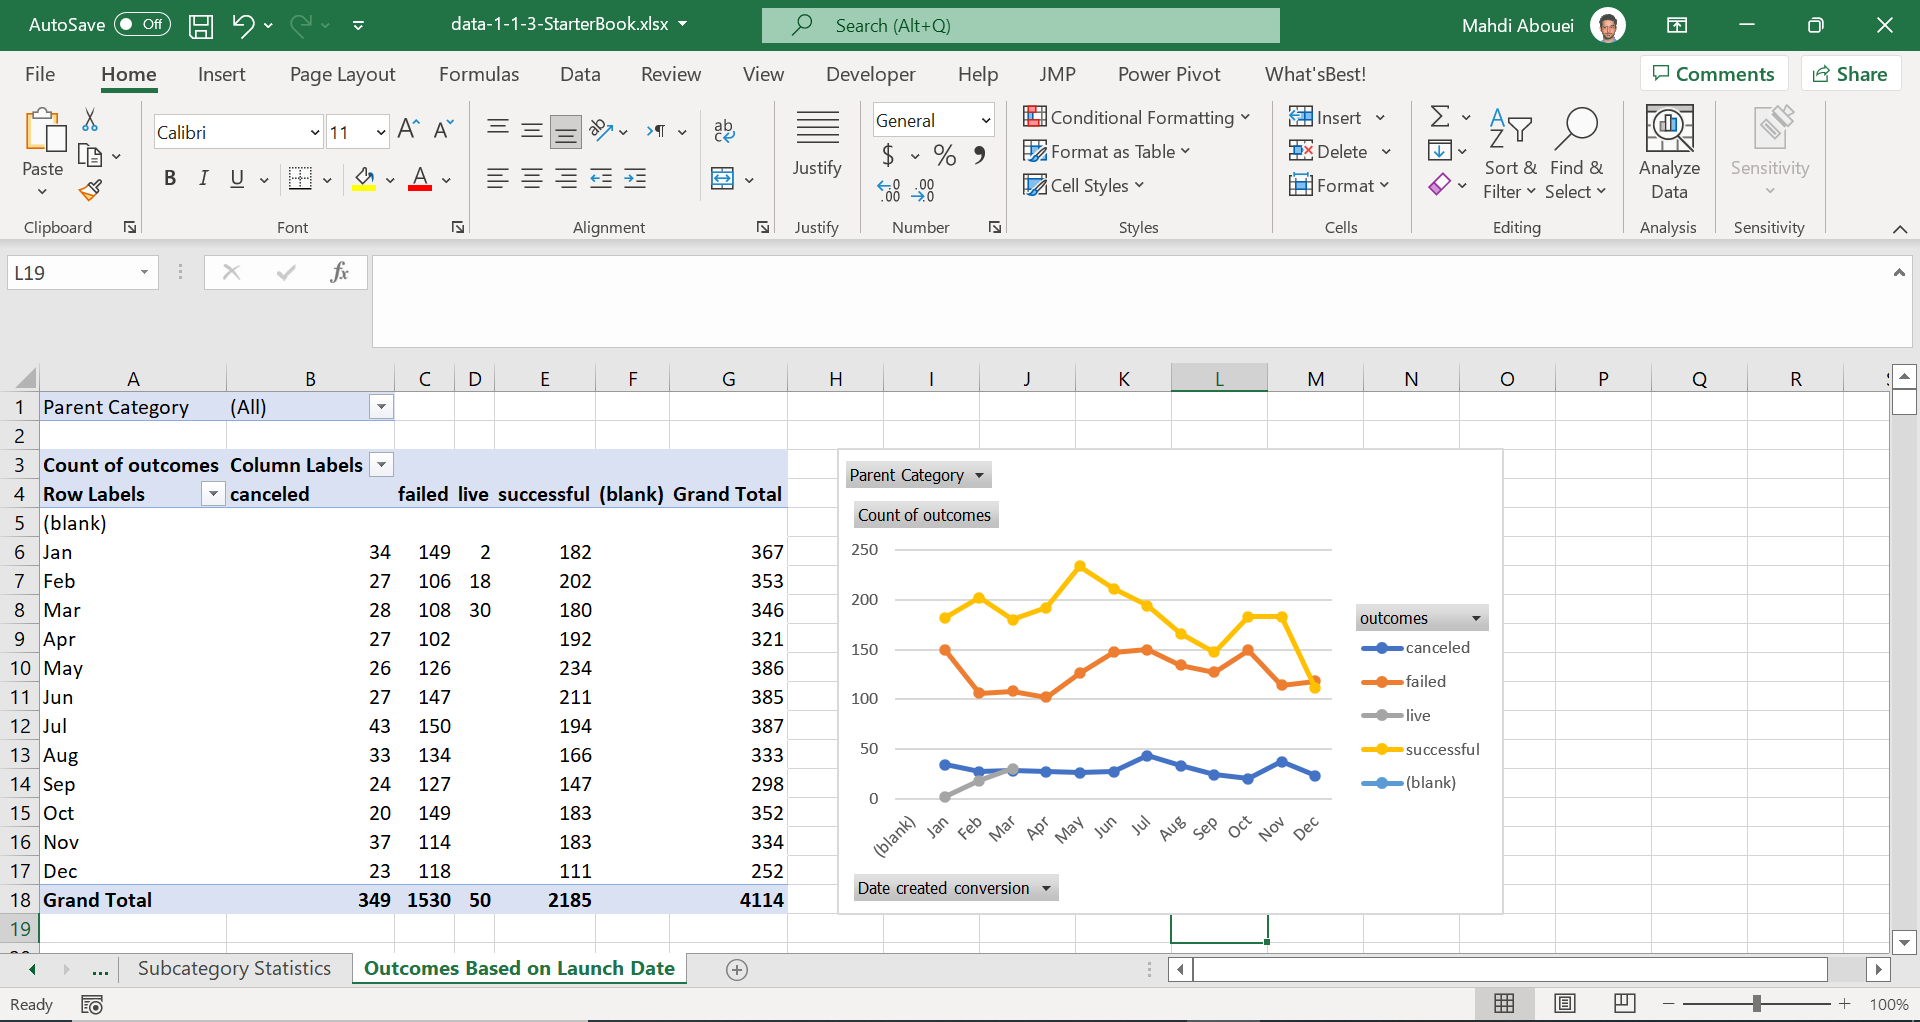 AutoSave Off data-1-1-3-StarterBook.xlsx Search (Alt+Q) Mahdi Abouei
File Home Insert Page Layout Formulas Data Review View Developer Help JMP Power Pivot What'sBest! Comments Share
Paste
Calibri 11
B I U A
ab
Justify
General
$ % 9
Conditional Formatting
Format as Table
Cell Styles
Insert
Delete
Format
Sort & Filter
Find & Select
Analyze Data
Sensitivity
Clipboard Font Alignment Justify Number Styles Cells Editing Analysis Sensitivity
L19 fx
A B C D E F G H I J K L M N O P Q R
1 Parent Category (All)
2
3 Count of outcomes Column Labels
4 Row Labels canceled failed live successful (blank) Grand Total
5 (blank)
6 Jan 34 149 2 182 367
7 Feb 27 106 18 202 353
8 Mar 28 108 30 180 346
9 Apr 27 102 192 321
10 May 26 126 234 386
11 Jun 27 147 211 385
12 Jul 43 150 194 387
13 Aug 33 134 166 333
14 Sep 24 127 147 298
15 Oct 20 149 183 352
16 Nov 37 114 183 334
17 Dec 23 118 111 252
18 Grand Total 349 1530 50 2185 4114
19
Parent Category
Count of outcomes
250
200
150
100
50
0
(blank) Jan Feb Mar Apr May Jun Jul Aug Sep Oct Nov Dec
outcomes
canceled
failed
live
successful
(blank)
Date created conversion
... Subcategory Statistics Outcomes Based on Launch Date
Ready 100%